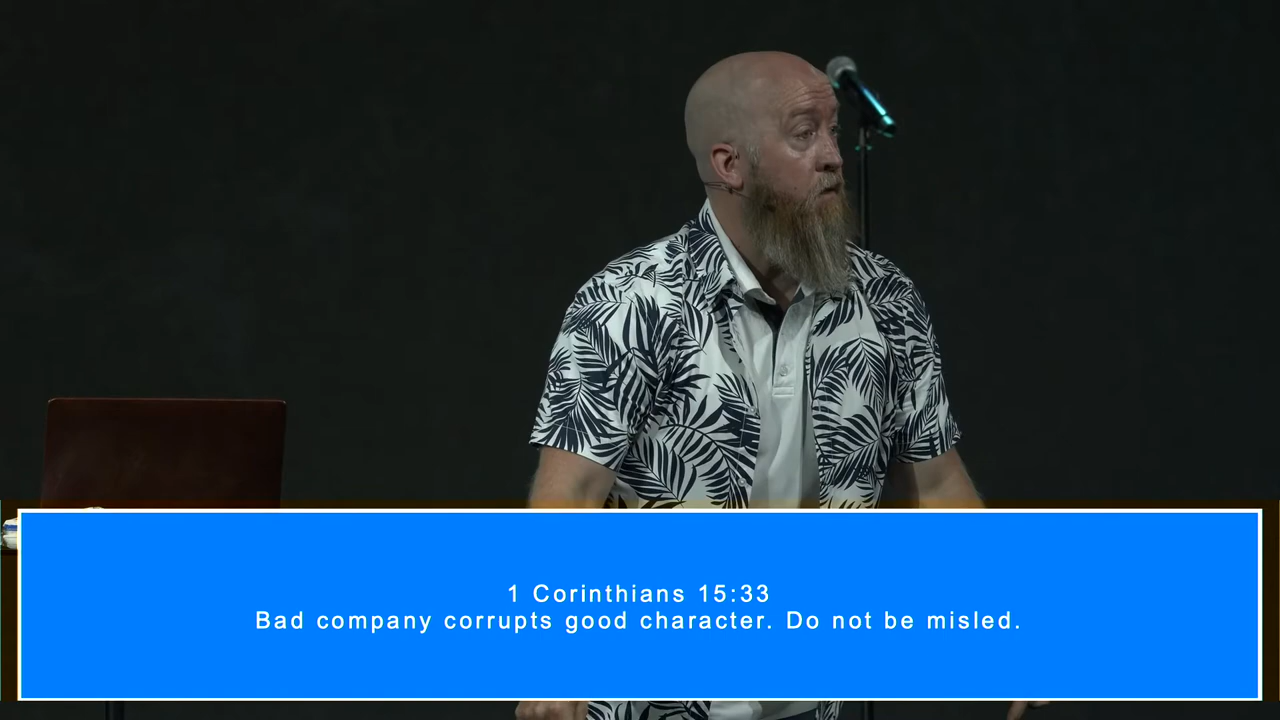 1 Corinthians 15:33
Bad company corrupts good character. Do not be misled.